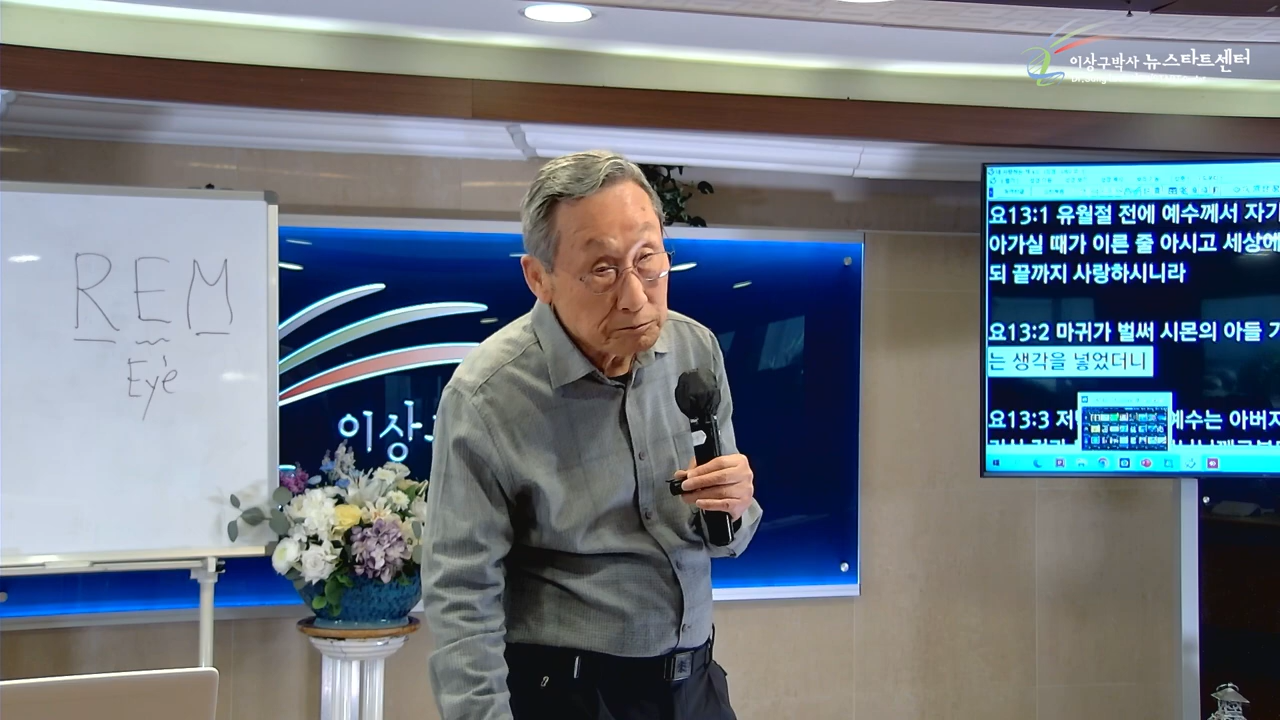 이상구박사 뉴스타트센터
REM
Eye
이상
요13:1 유월절 전에 예수께서 자기
아가실 때가 이른 줄 아시고 세상에
되 끝까지 사랑하시니라
요13:2 마귀가 벌써 시몬의 아들
는 생각을 넣었더니
요13:3 예수는 아버지